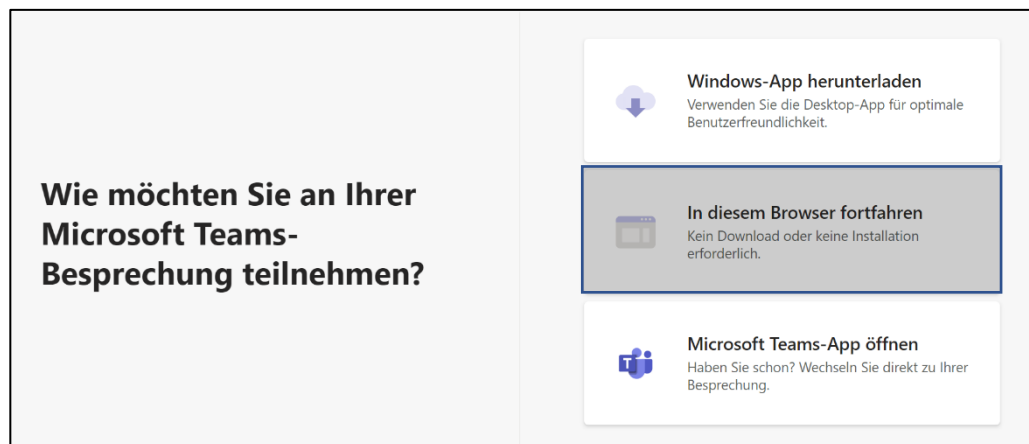 Wie möchten Sie an Ihrer
Microsoft Teams-
Besprechung teilnehmen?
Windows-App herunterladen
Verwenden Sie die Desktop-App für optimale
Benutzerfreundlichkeit.
In diesem Browser fortfahren
Kein Download oder keine Installation
erforderlich.
Microsoft Teams-App öffnen
Haben Sie schon? Wechseln Sie direkt zu Ihrer
Besprechung.